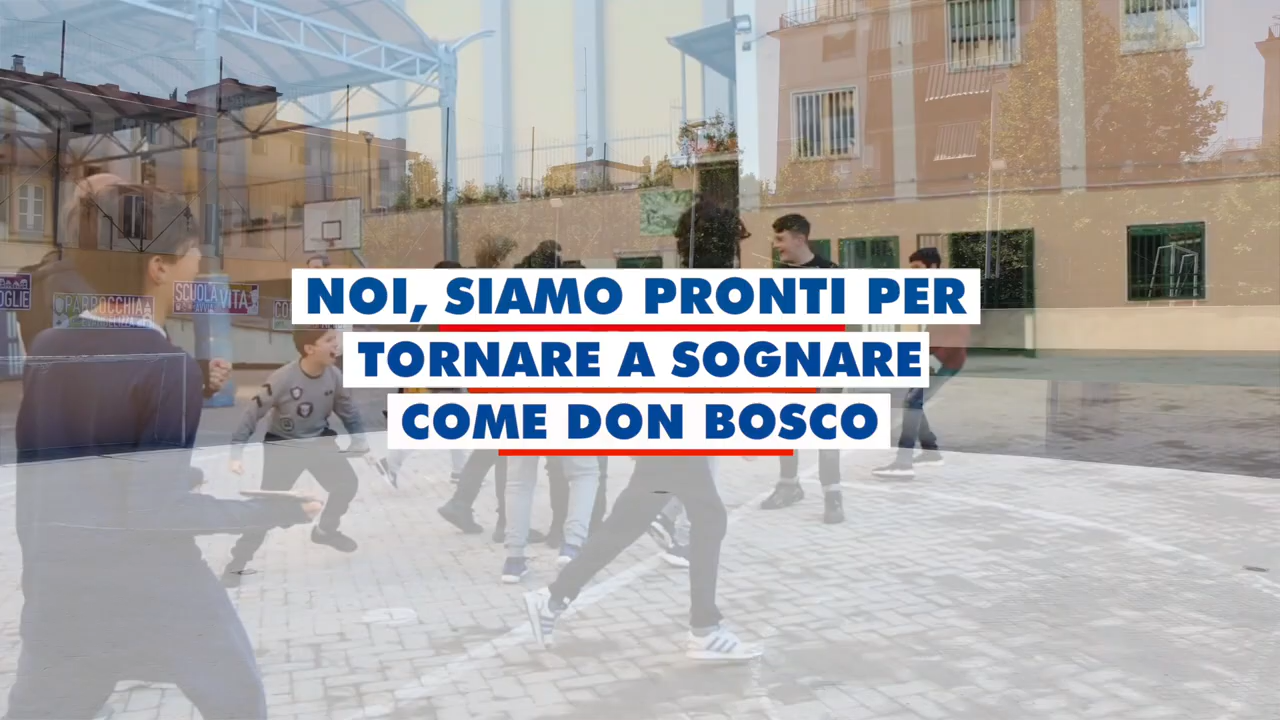 NOI, SIAMO PRONTI PER
TORNARE A SOGNARE
COME DON BOSCO
OGLIE
PARROCCHIA
SCUOLA VITA